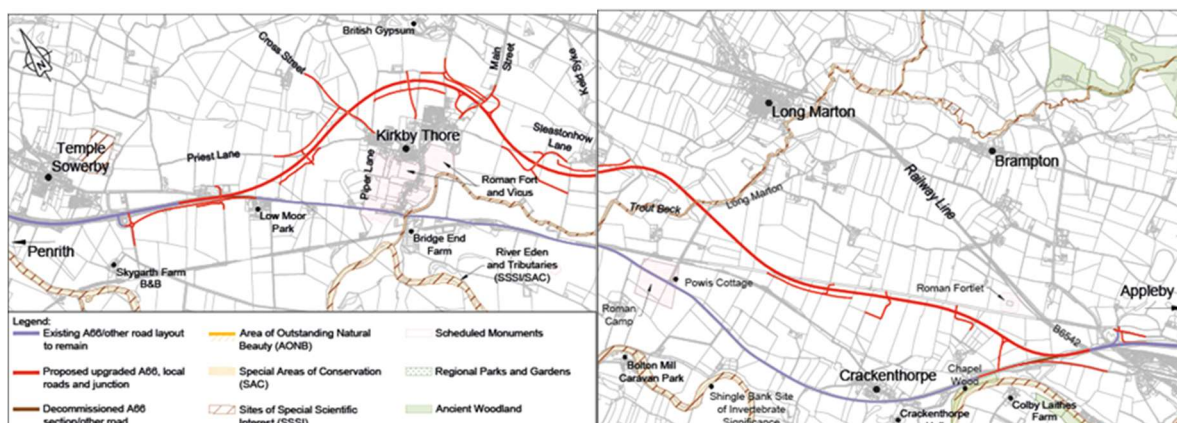 British Gypsum
Cross Street
Main
Street
Keld Syke
Temple
Sowerby
Priest Lane
Kirkby Thore
Piper Lane
Sleastonhow
Lane
Roman Fort
and Vicus
Low Moor
Park
Penrith
Skygarth Farm
B&B
Bridge End
Farm
River Eden
and Tributaries
(SSSI/SAC)
Long Marton
Brampton
Railway Line
Trout Beck
Long Marton
Powis Cottage
Roman
Camp
Roman Fortlet
Appleby
B6542
Bolton Mill
Caravan Park
Shingle Bank Site
of Invertebrate
Significance
Crackenthorpe
Chapel
Wood
Crackenthorpe
Colby Laithes
Farm
Legend:
Existing A66/other road layout
to remain
Proposed upgraded A66, local
roads and junction
Decommissioned A66
section/other road
Area of Outstanding Natural
Beauty (AONB)
Special Areas of Conservation
(SAC)
Sites of Special Scientific
Interest (SSSI)
Scheduled Monuments
Regional Parks and Gardens
Ancient Woodland